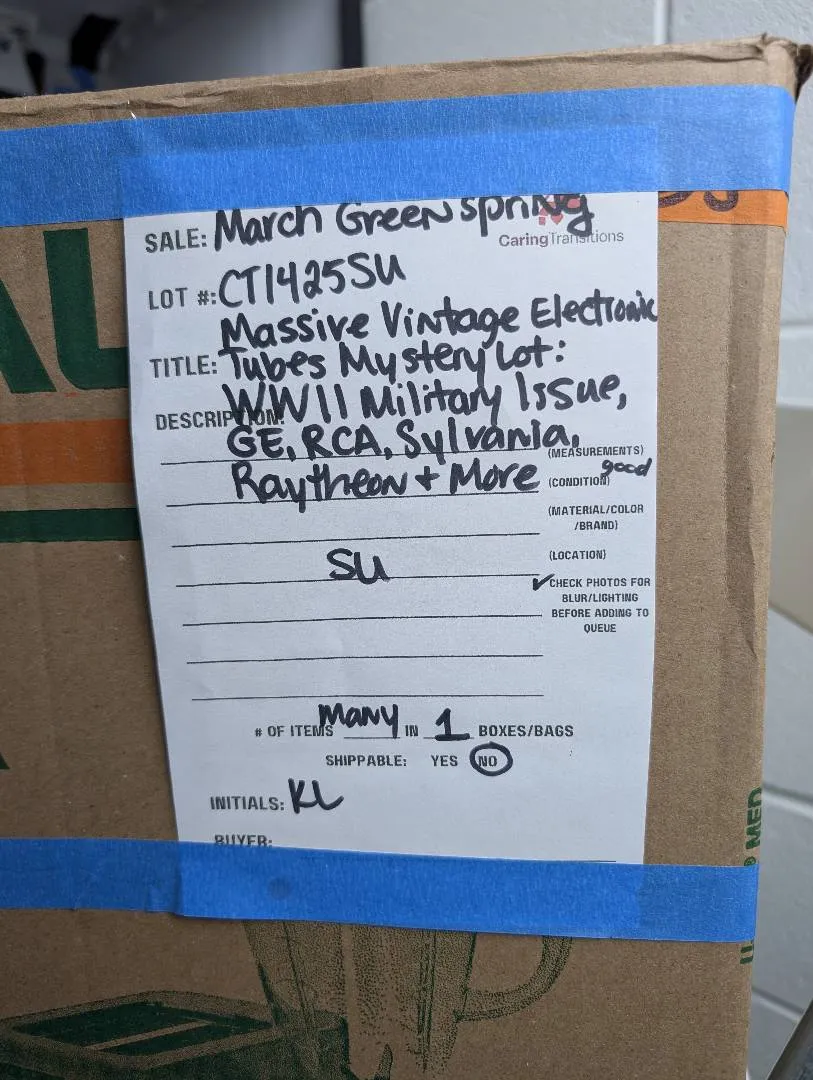 SALE: March Greenspring
CaringTransitions
LOT #: CT1425SU
Massive Vintage Electronic
TITLE: Tubes Mystery Lot:
WWII Military Issue,
DESCRIPTION:
GE, RCA, Sylvania,
(MEASUREMENTS)
good
Raytheon + More (CONDITION)
(MATERIAL/COLOR
/BRAND)
SU
(LOCATION)
✓CHECK PHOTOS FOR
BLUR/LIGHTING
BEFORE ADDING TO
QUEUE
# OF ITEMS Many IN 1 BOXES/BAGS
SHIPPABLE: YES NO
INITIALS: KL
BUYER:
MED